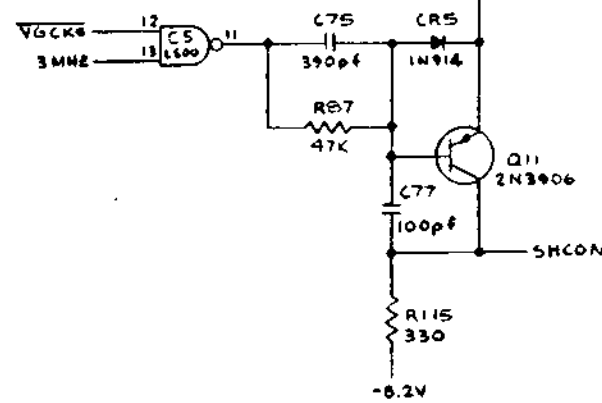 C75
CR5
VGCK6
12
C5
LS00
11
3MHZ
13
390pf
1N914
R87
47K
Q11
2N3906
C77
100pf
SHCON
R115
330
-8.2V